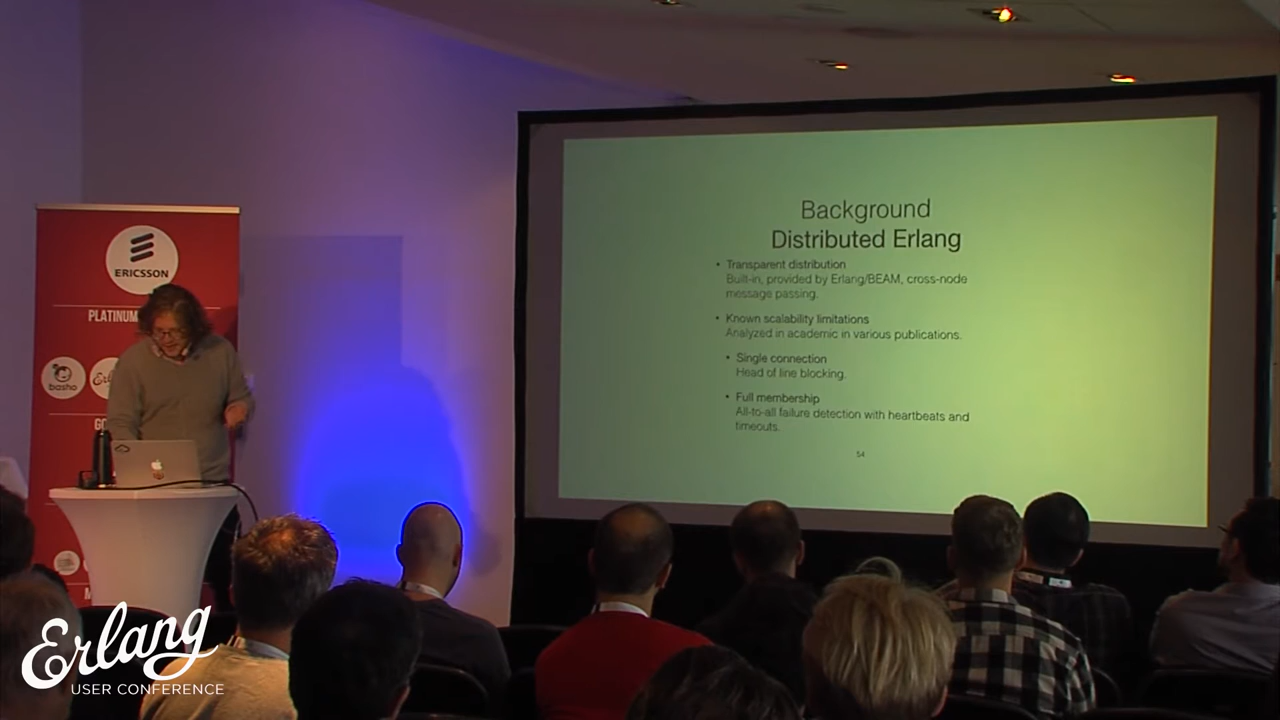 ERICSSON
PLATINUM
basho
Background
Distributed Erlang
• Transparent distribution
Built-in, provided by Erlang/BEAM, cross-node
message passing.
• Known scalability limitations
Analyzed in academic in various publications.
• Single connection
Head of line blocking.
• Full membership
All-to-all failure detection with heartbeats and
timeouts.
54
Erlang
USER CONFERENCE